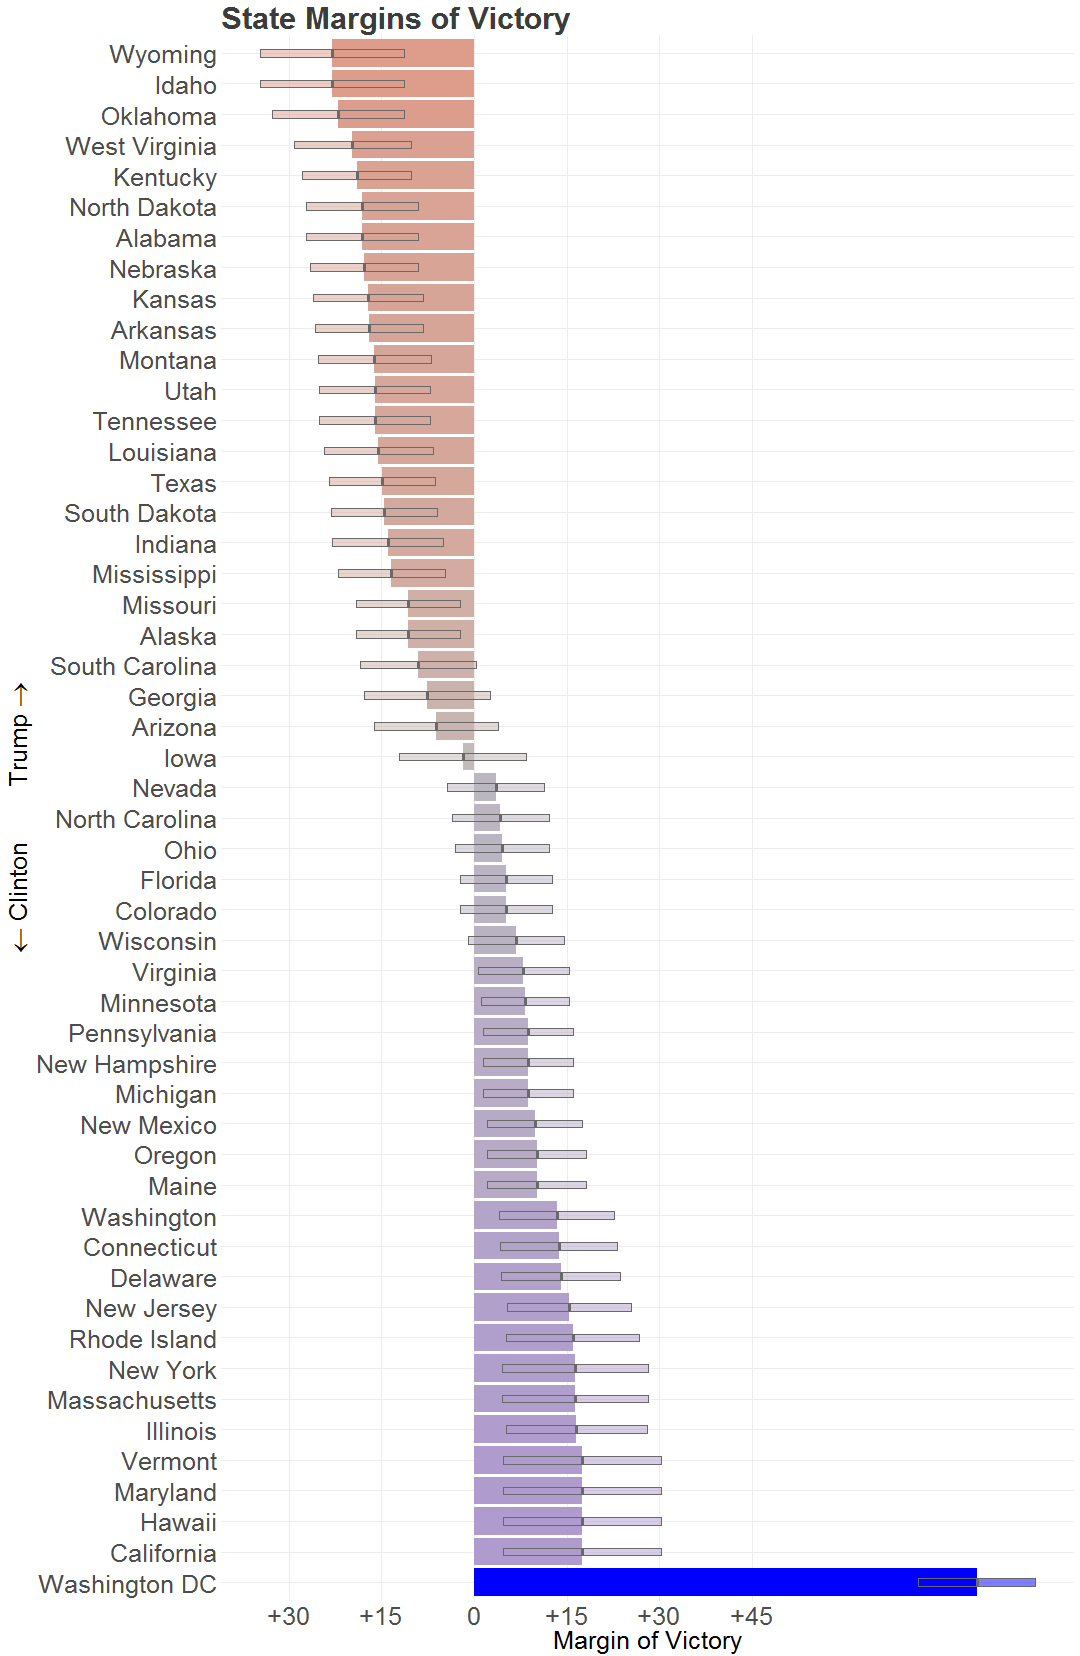 State Margins of Victory
Wyoming
Idaho
Oklahoma
West Virginia
Kentucky
North Dakota
Alabama
Nebraska
Kansas
Arkansas
Montana
Utah
Tennessee
Louisiana
Texas
South Dakota
Indiana
Mississippi
Missouri
Alaska
South Carolina
Georgia
Arizona
Iowa
Nevada
North Carolina
Ohio
Florida
Colorado
Wisconsin
Virginia
Minnesota
Pennsylvania
New Hampshire
Michigan
New Mexico
Oregon
Maine
Washington
Connecticut
Delaware
New Jersey
Rhode Island
New York
Massachusetts
Illinois
Vermont
Maryland
Hawaii
California
Washington DC
← Clinton Trump →
+30 +15 0 +15 +30 +45
Margin of Victory